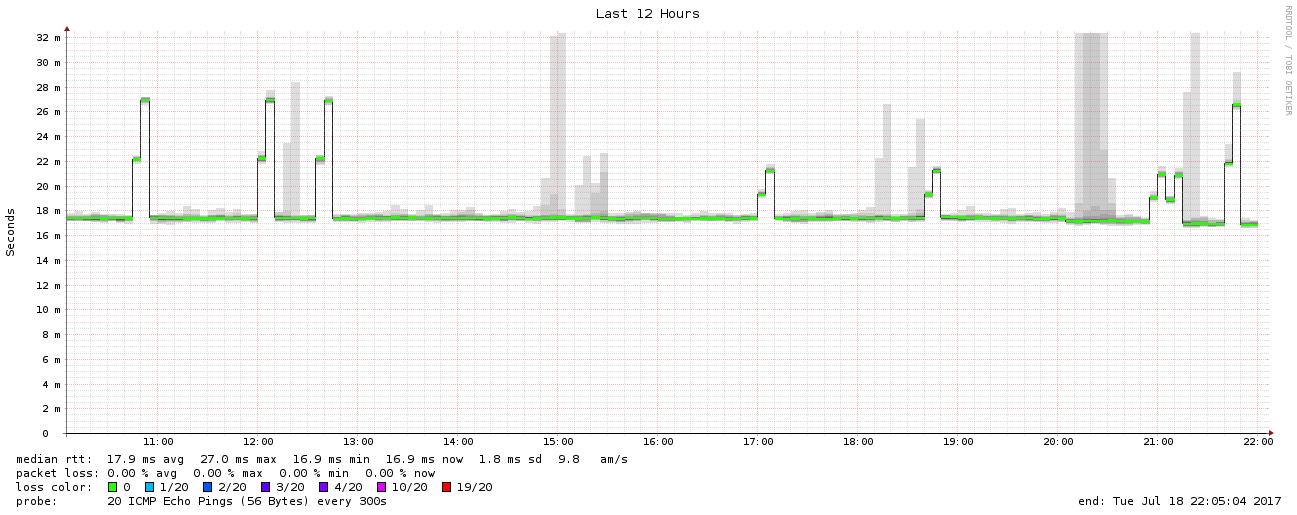 Last 12 Hours
RRDTOOL / TOBI OETIKER
Seconds
32 m
30 m
28 m
26 m
24 m
22 m
20 m
18 m
16 m
14 m
12 m
10 m
8 m
6 m
4 m
2 m
0
11:00 12:00 13:00 14:00 15:00 16:00 17:00 18:00 19:00 20:00 21:00 22:00
median rtt: 17.9 ms avg 27.0 ms max 16.9 ms min 16.9 ms now 1.8 ms sd 9.8 am/s
packet loss: 0.00 % avg 0.00 % max 0.00 % min 0.00 % now
loss color: 0 1/20 2/20 3/20 4/20 10/20 19/20
probe: 20 ICMP Echo Pings (56 Bytes) every 300s end: Tue Jul 18 22:05:04 2017